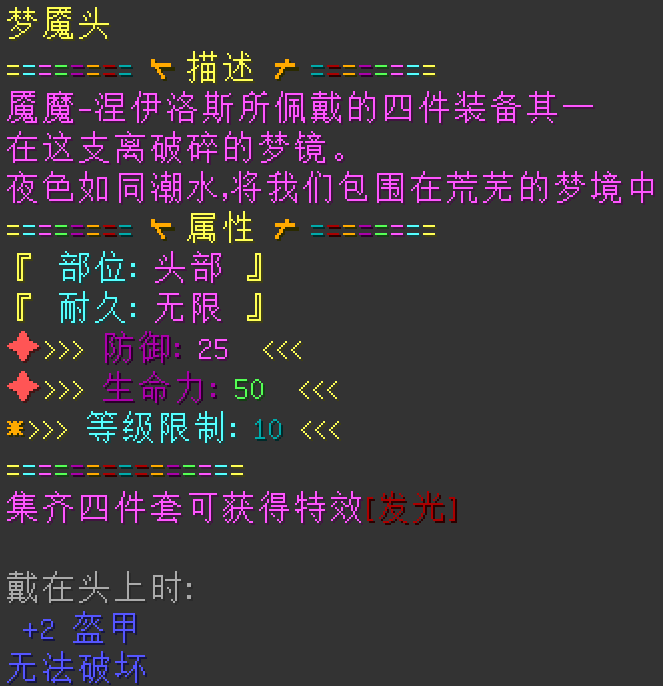 梦魇头
======== 描述 ========
魇魔-涅伊洛斯所佩戴的四件装备其一
在这支离破碎的梦镜。
夜色如同潮水,将我们包围在荒芜的梦境中
======== 属性 ========
『 部位: 头部 』
『 耐久: 无限 』
>>> 防御: 25 <<<
>>> 生命力: 50 <<<
>>> 等级限制: 10 <<<
===============
集齐四件套可获得特效[发光]
戴在头上时:
+2 盔甲
无法破坏